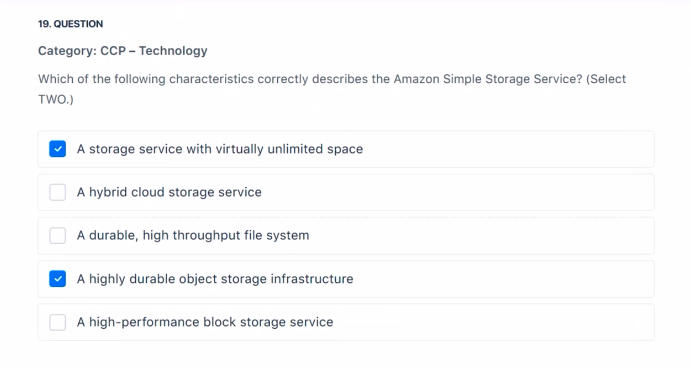 19. QUESTION
Category: CCP – Technology
Which of the following characteristics correctly describes the Amazon Simple Storage Service? (Select
TWO.)
A storage service with virtually unlimited space
A hybrid cloud storage service
A durable, high throughput file system
A highly durable object storage infrastructure
A high-performance block storage service